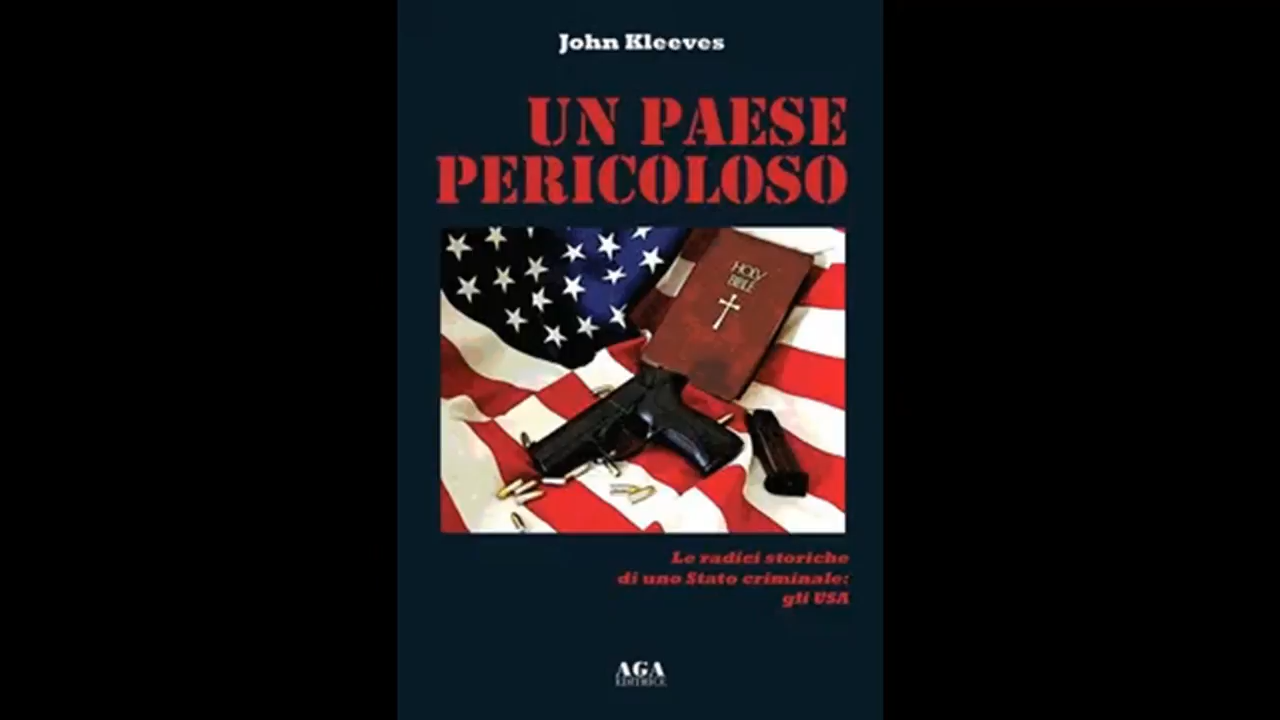 John Kleeves
UN PAESE
PERICOLOSO
HOLY
BIBLE
Le radici storiche
di uno Stato criminale:
gli USA
AGA
EDITRICE